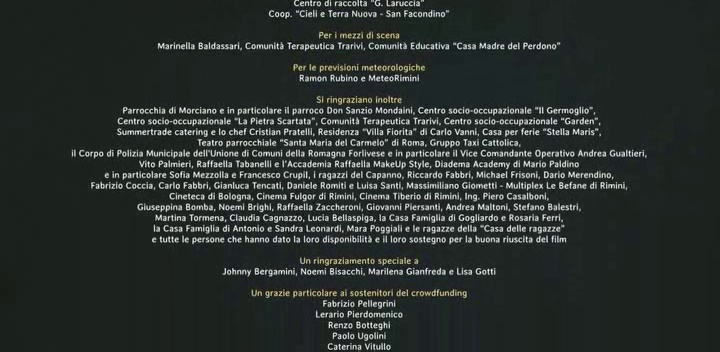 Centro di raccolta "G. Laruccia"
Coop. "Cieli e Terra Nuova - San Facondino"
Per i mezzi di scena
Marinella Baldassari, Comunità Terapeutica Trarivi, Comunità Educativa "Casa Madre del Perdono"
Per le previsioni meteorologiche
Ramon Rubino e MeteoRimini
Si ringraziano inoltre
Parrocchia di Morciano e in particolare il parroco Don Sanzio Mondaini, Centro socio-occupazionale "Il Germoglio",
Centro socio-occupazionale "La Pietra Scartata", Comunità Terapeutica Trarivi, Centro socio-occupazionale "Garden",
Summertrade catering e lo chef Cristian Pratelli, Residenza "Villa Fiorita" di Carlo Vanni, Casa per ferie "Stella Maris",
Teatro parrocchiale "Santa Maria del Carmelo" di Roma, Gruppo Taxi Cattolica,
il Corpo di Polizia Municipale dell'Unione di Comuni della Romagna Forlivese e in particolare il Vice Comandante Operativo Andrea Gualtieri,
Vito Palmieri, Raffaella Tabanelli e l'Accademia Raffaella MakeUp Style, Diadema Academy di Mario Paldino
e in particolare Sofia Mezzolla e Francesco Crupil, i ragazzi del Capanno, Riccardo Fabbri, Michael Frisoni, Dario Merendino,
Fabrizio Coccia, Carlo Fabbri, Gianluca Tencati, Daniele Romiti e Luisa Santi, Massimiliano Giometti - Multiplex Le Befane di Rimini,
Cineteca di Bologna, Cinema Fulgor di Rimini, Cinema Tiberio di Rimini, Ing. Piero Casalboni,
Giuseppina Bomba, Noemi Brighi, Raffaella Zaccheroni, Giovanni Piersanti, Andrea Maltoni, Stefano Balestri,
Martina Tormena, Claudia Cagnazzo, Lucia Bellaspiga, la Casa Famiglia di Gogliardo e Rosaria Ferri,
la Casa Famiglia di Antonio e Sandra Leonardi, Mara Poggiali e le ragazze della "Casa delle ragazze"
e tutte le persone che hanno dato la loro disponibilità e il loro sostegno per la buona riuscita del film
Un ringraziamento speciale a
Johnny Bergamini, Noemi Bisacchi, Marilena Gianfreda e Lisa Gotti
Un grazie particolare ai sostenitori del crowdfunding
Fabrizio Pellegrini
Lerario Pierdomenico
Renzo Botteghi
Paolo Ugolini
Caterina Vitullo